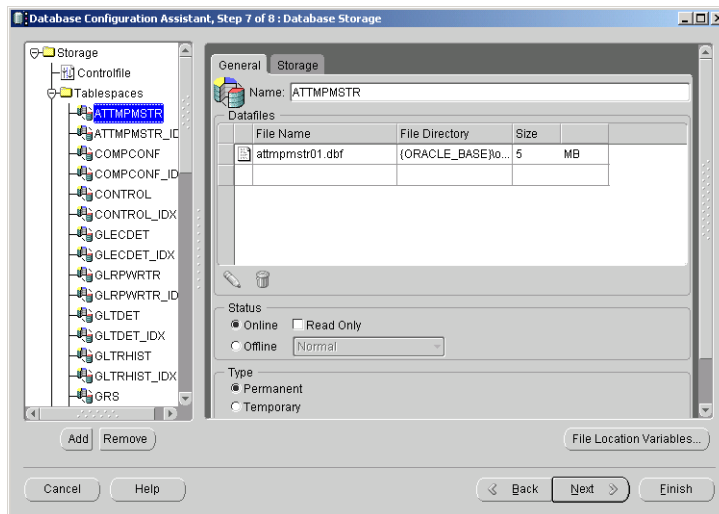 Database Configuration Assistant, Step 7 of 8 : Database Storage
Storage
Controlfile
Tablespaces
ATTMPMSTR
ATTMPMSTR_ID
COMPCONF
COMPCONF_ID
CONTROL
CONTROL_IDX
GLECDET
GLECDET_IDX
GLRPWRTR
GLRPWRTR_ID
GLTDET
GLTDET_IDX
GLTRHIST
GLTRHIST_IDX
GRS
Add Remove
General Storage
Name: ATTMPMSTR
Datafiles
File Name File Directory Size
attmpmstr01.dbf {ORACLE_BASE}\o... 5 MB
Status
Online Read Only
Offline Normal
Type
Permanent
Temporary
File Location Variables...
Cancel Help Back Next Finish